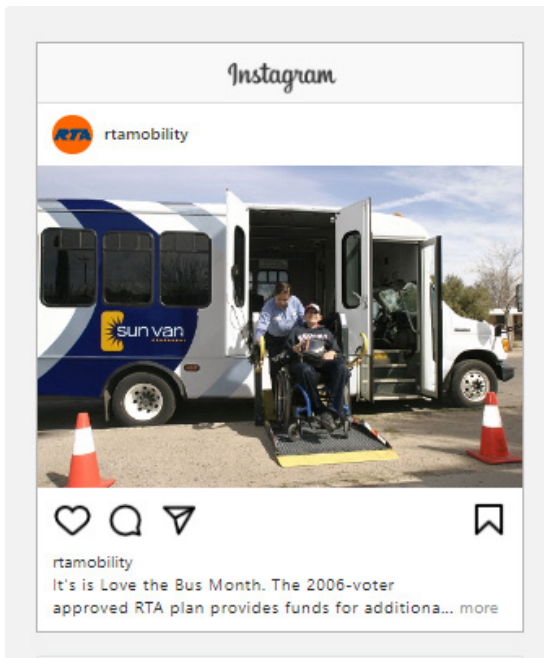 Instagram
RTA
rtamobility
sun van
rtamobility
It's is Love the Bus Month. The 2006-voter
approved RTA plan provides funds for additiona... more